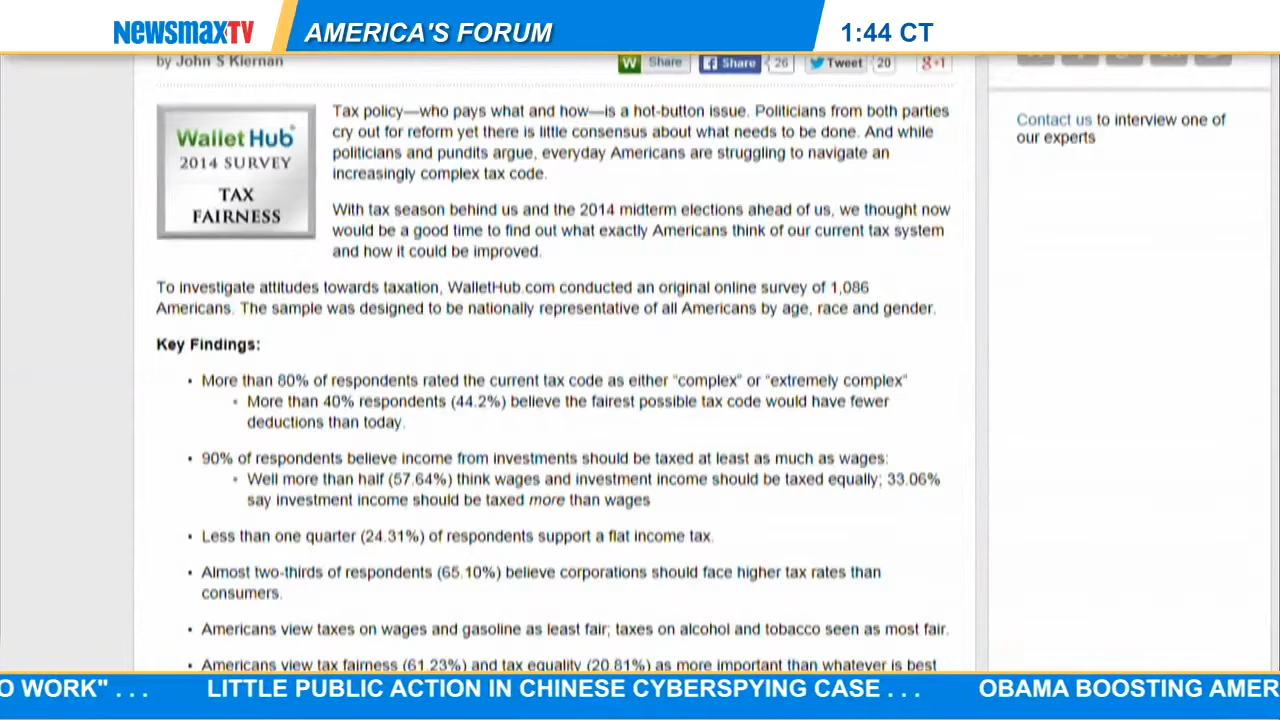 NEWSMAXTV
AMERICA'S FORUM
1:44 CT
by John S Kiernan
W Share
f Share 26
Tweet 20
g+1
Contact us to interview one of
our experts
WalletHub
2014 SURVEY
TAX
FAIRNESS
Tax policy—who pays what and how—is a hot-button issue. Politicians from both parties
cry out for reform yet there is little consensus about what needs to be done. And while
politicians and pundits argue, everyday Americans are struggling to navigate an
increasingly complex tax code.
With tax season behind us and the 2014 midterm elections ahead of us, we thought now
would be a good time to find out what exactly Americans think of our current tax system
and how it could be improved.
To investigate attitudes towards taxation, WalletHub.com conducted an original online survey of 1,086
Americans. The sample was designed to be nationally representative of all Americans by age, race and gender.
Key Findings:
• More than 80% of respondents rated the current tax code as either "complex" or "extremely complex"
• More than 40% respondents (44.2%) believe the fairest possible tax code would have fewer
deductions than today.
• 90% of respondents believe income from investments should be taxed at least as much as wages:
• Well more than half (57.64%) think wages and investment income should be taxed equally; 33.06%
say investment income should be taxed more than wages
• Less than one quarter (24.31%) of respondents support a flat income tax.
• Almost two-thirds of respondents (65.10%) believe corporations should face higher tax rates than
consumers.
• Americans view taxes on wages and gasoline as least fair; taxes on alcohol and tobacco seen as most fair.
• Americans view tax fairness (61.23%) and tax equality (20.81%) as more important than whatever is best
O WORK" . . . LITTLE PUBLIC ACTION IN CHINESE CYBERSPYING CASE . . . OBAMA BOOSTING AMER